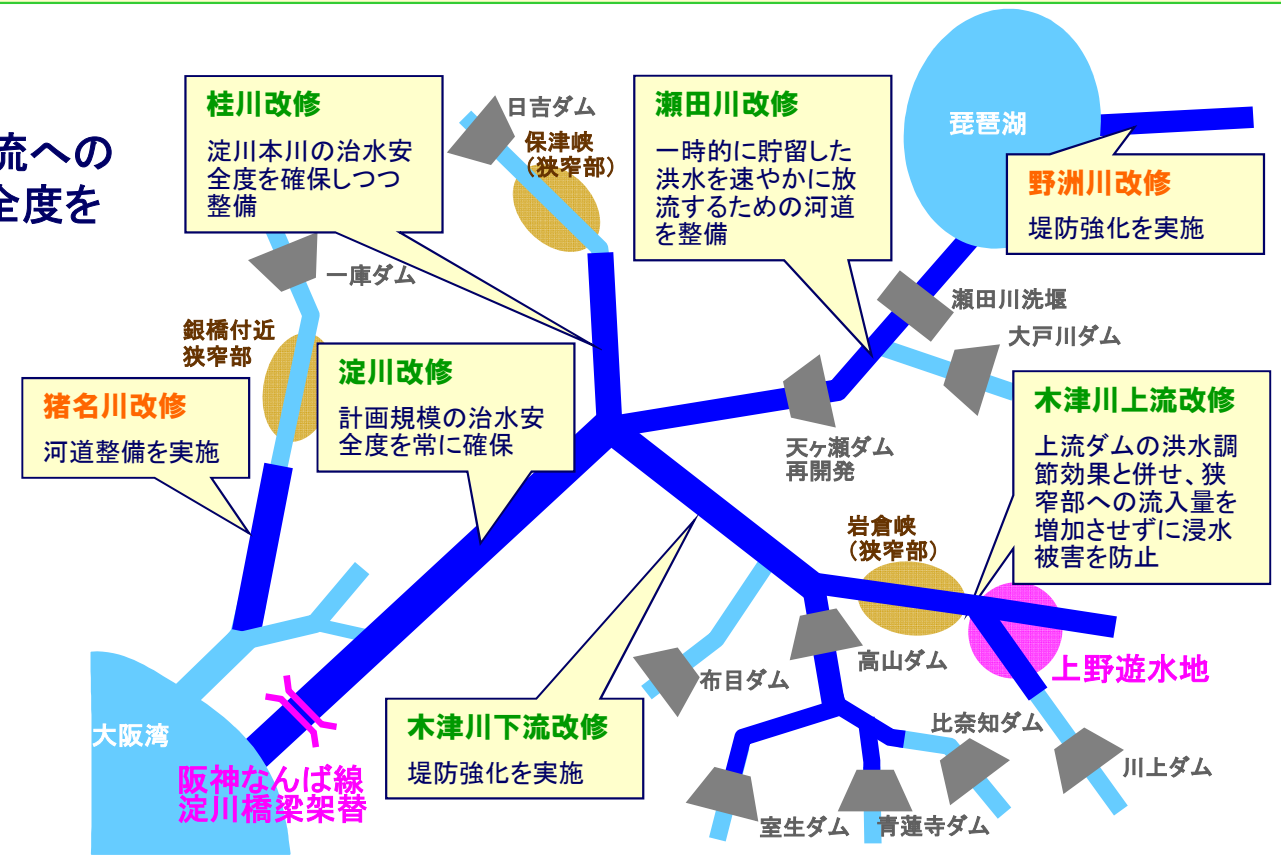 流への
全度を
桂川改修
淀川本川の治水安
全度を確保しつつ
整備
日吉ダム
保津峡
(狭窄部)
瀬田川改修
一時的に貯留した
洪水を速やかに放
流するための河道
を整備
琵琶湖
野洲川改修
堤防強化を実施
一庫ダム
瀬田川洗堰
大戸川ダム
銀橋付近
狭窄部
淀川改修
計画規模の治水安
全度を常に確保
猪名川改修
河道整備を実施
天ヶ瀬ダム
再開発
木津川上流改修
上流ダムの洪水調
節効果と併せ、狭
窄部への流入量を
増加させずに浸水
被害を防止
岩倉峡
(狭窄部)
高山ダム
布目ダム
上野遊水地
木津川下流改修
堤防強化を実施
比奈知ダム
川上ダム
大阪湾
阪神なんば線
淀川橋梁架替
室生ダム
青蓮寺ダム